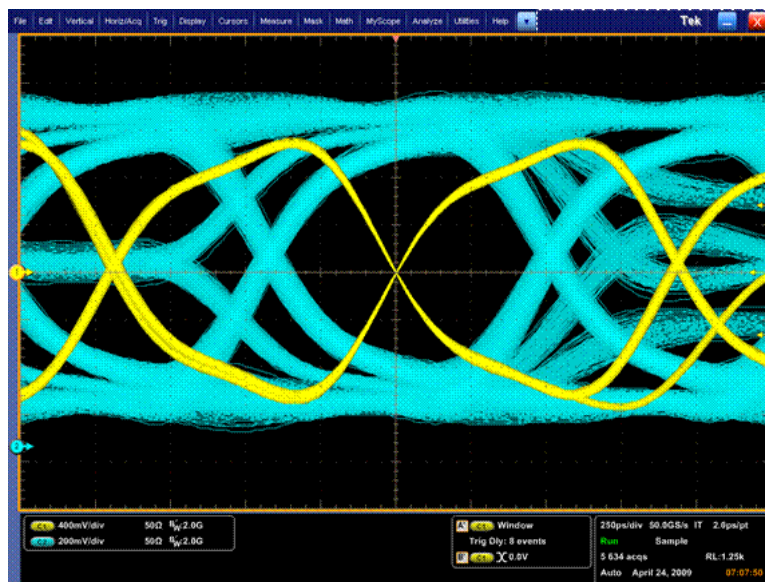 File Edit Vertical Horiz/Acq Trig Display Cursors Measure Mask Math MyScope Analyze Utilities Help Tek X
1
2
C1 400mV/div 50Ω BW:2.0G
C2 200mV/div 50Ω BW:2.0G
A' C1 Window
Trig Dly: 8 events
B' C1 0.0V
250ps/div 50.0GS/s IT 2.0ps/pt
Run Sample
5 634 acqs RL:1.25k
Auto April 24, 2009 07:07:50